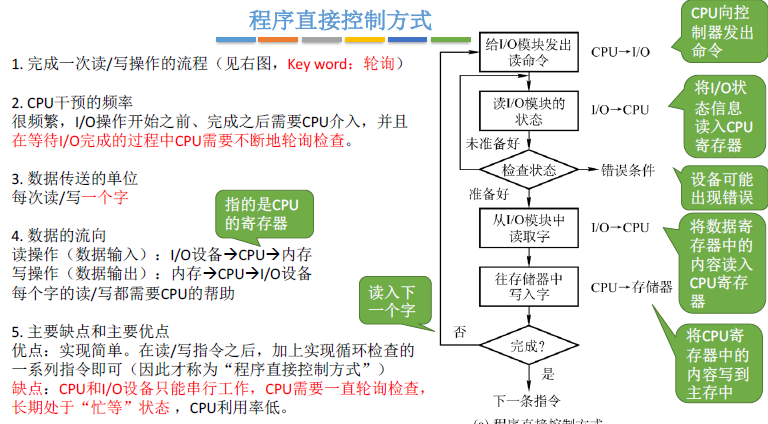 程序直接控制方式
1. 完成一次读/写操作的流程（见右图，Key word：轮询）
2. CPU干预的频率
很频繁，I/O操作开始之前、完成之后需要CPU介入，并且
在等待I/O完成的过程中CPU需要不断地轮询检查。
3. 数据传送的单位
每次读/写一个字
指的是CPU
的寄存器
4. 数据的流向
读操作（数据输入）：I/O设备→CPU→内存
写操作（数据输出）：内存→CPU→I/O设备
每个字的读/写都需要CPU的帮助
5. 主要缺点和主要优点
优点：实现简单。在读/写指令之后，加上实现循环检查的
一系列指令即可（因此才称为“程序直接控制方式”）
缺点：CPU和I/O设备只能串行工作，CPU需要一直轮询检查，
长期处于“忙等”状态，CPU利用率低。
给I/O模块发出
读命令
CPU→I/O
CPU向控
制器发出
命令
读I/O模块的
状态
I/O→CPU
将I/O状
态信息
读入CPU
寄存器
未准备好
检查状态
错误条件
设备可能
出现错误
准备好
从I/O模块中
读取字
I/O→CPU
将数据寄
存器中的
内容读入
CPU寄存
器
往存储器中
写入字
CPU→存储器
读入下
一个字
否
完成?
是
将CPU寄
存器中的
内容写到
主存中
下一条指令
(a) 程序直接控制方式